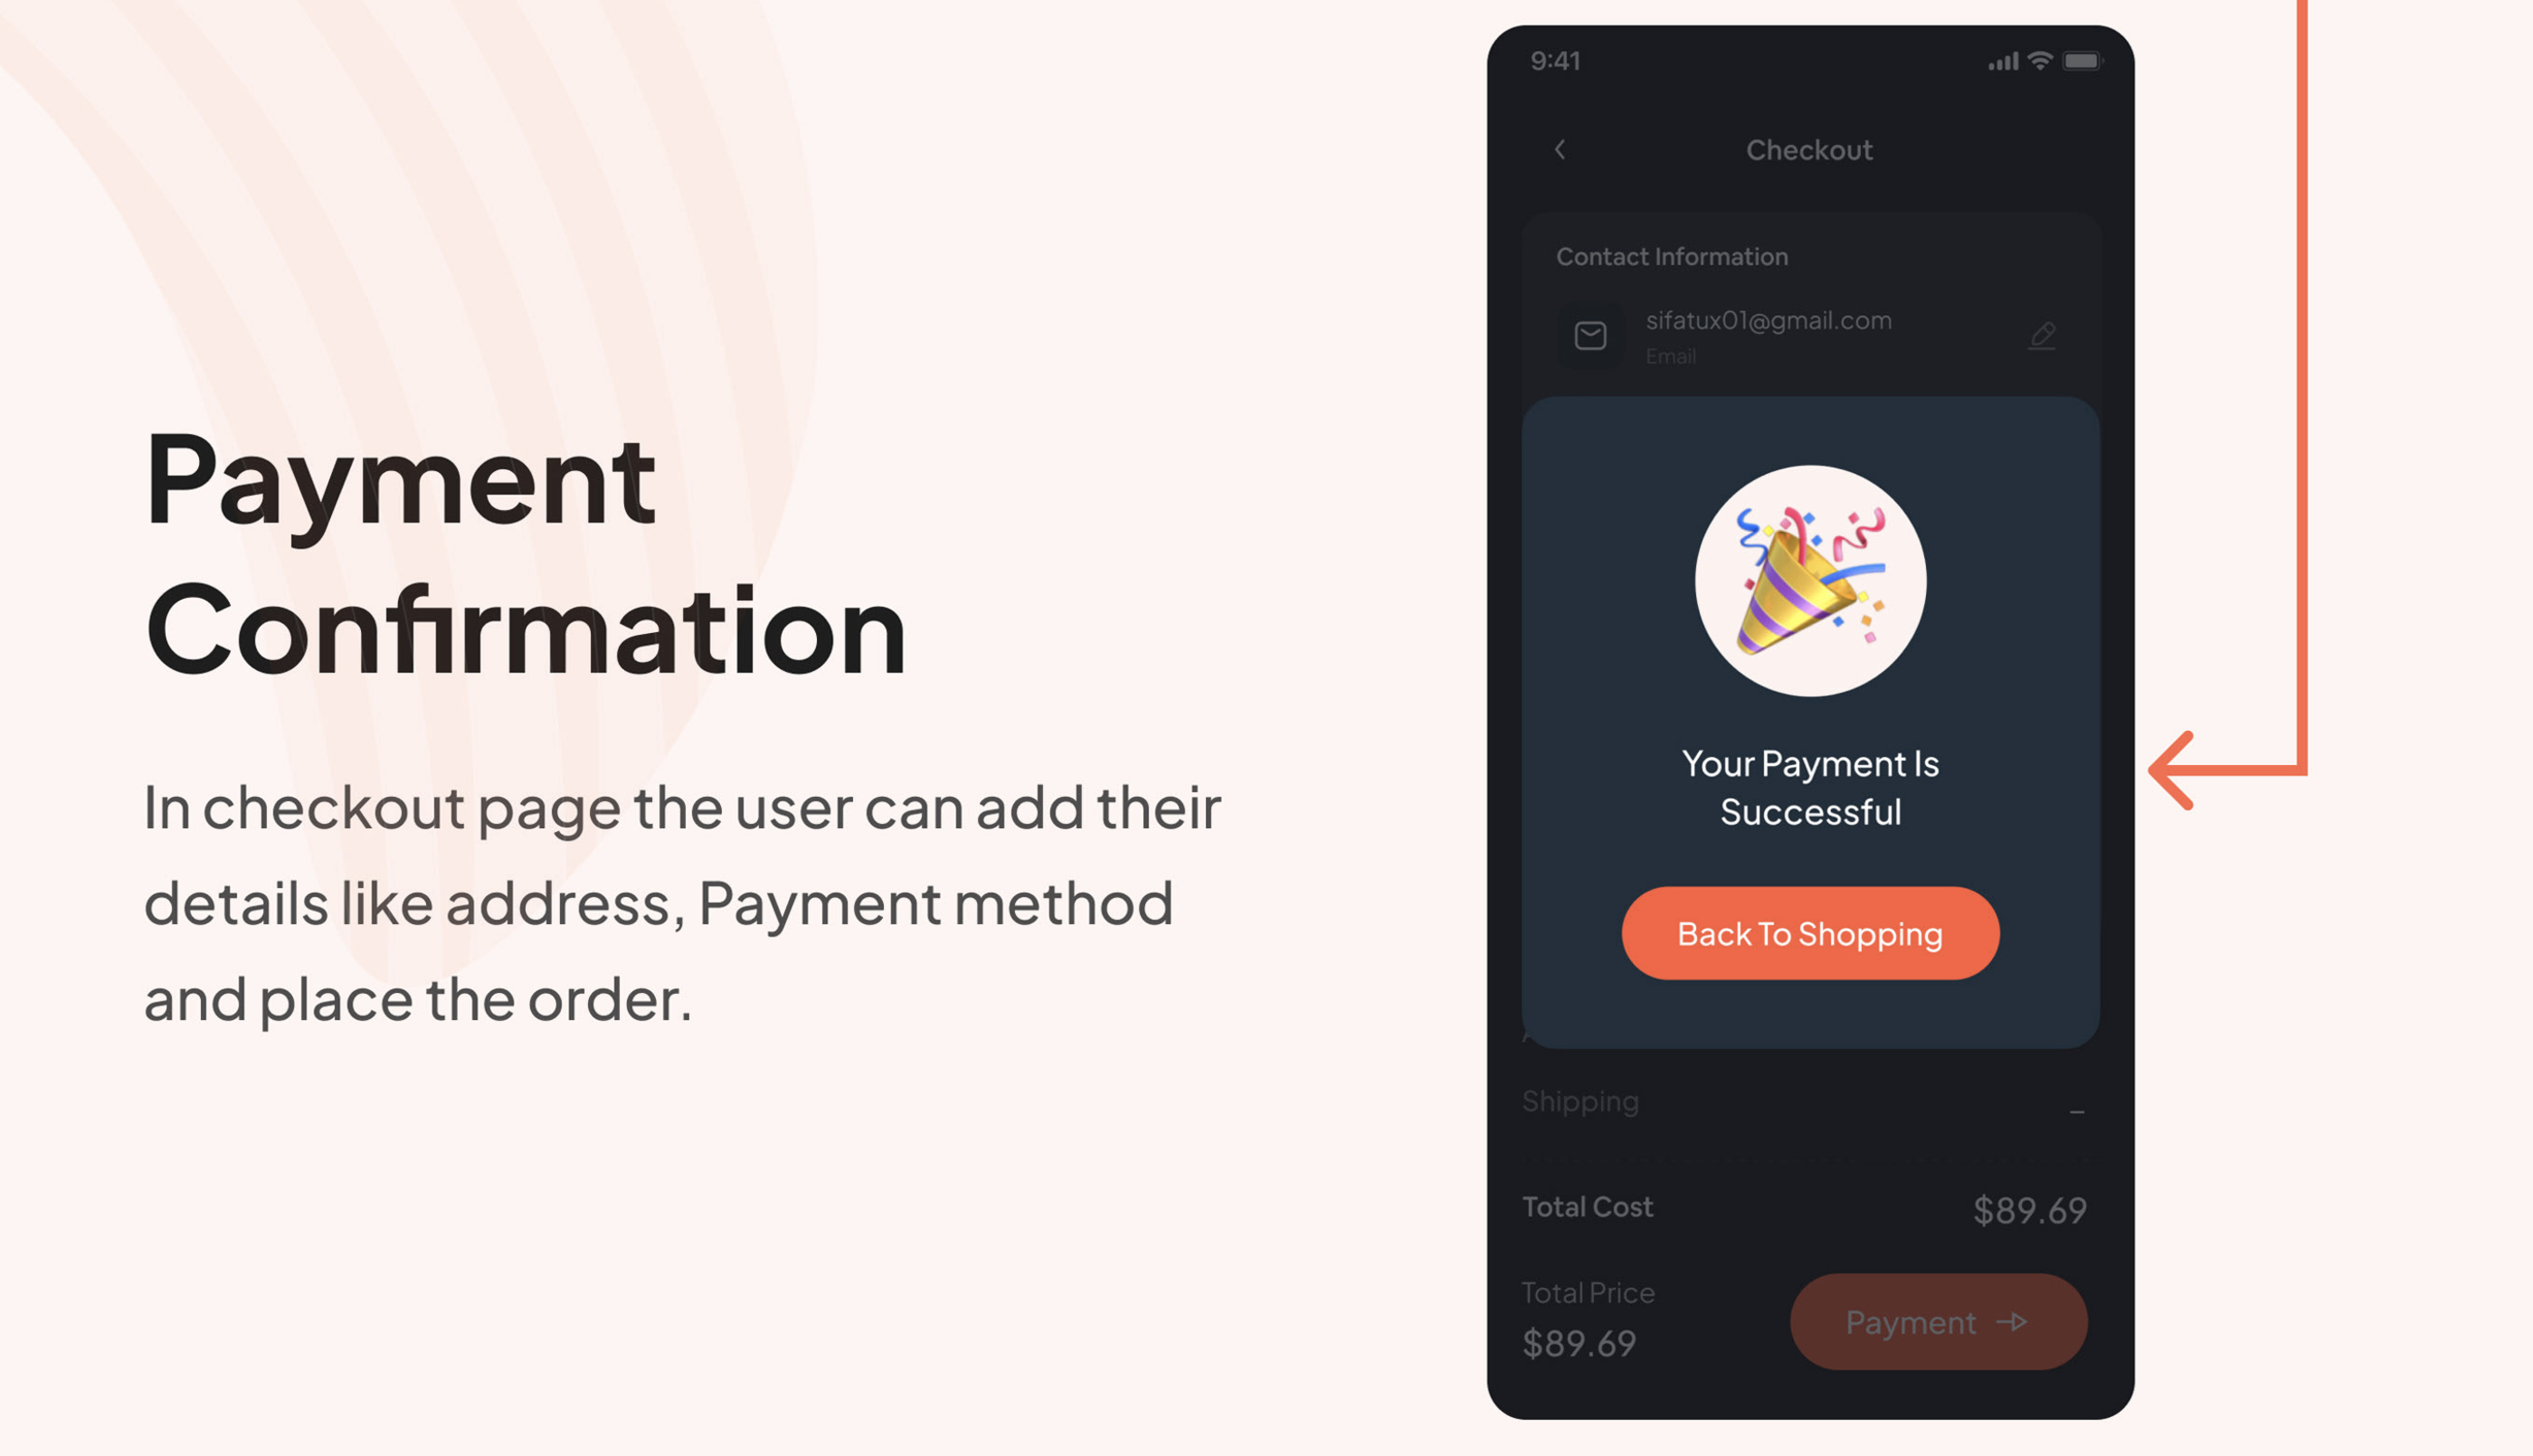 Payment
Confirmation
In checkout page the user can add their
details like address, Payment method
and place the order.
9:41
Checkout
Contact Information
sifatux01@gmail.com
Email
Your Payment Is
Successful
Back To Shopping
Shipping –
Total Cost $89.69
Total Price
$89.69
Payment